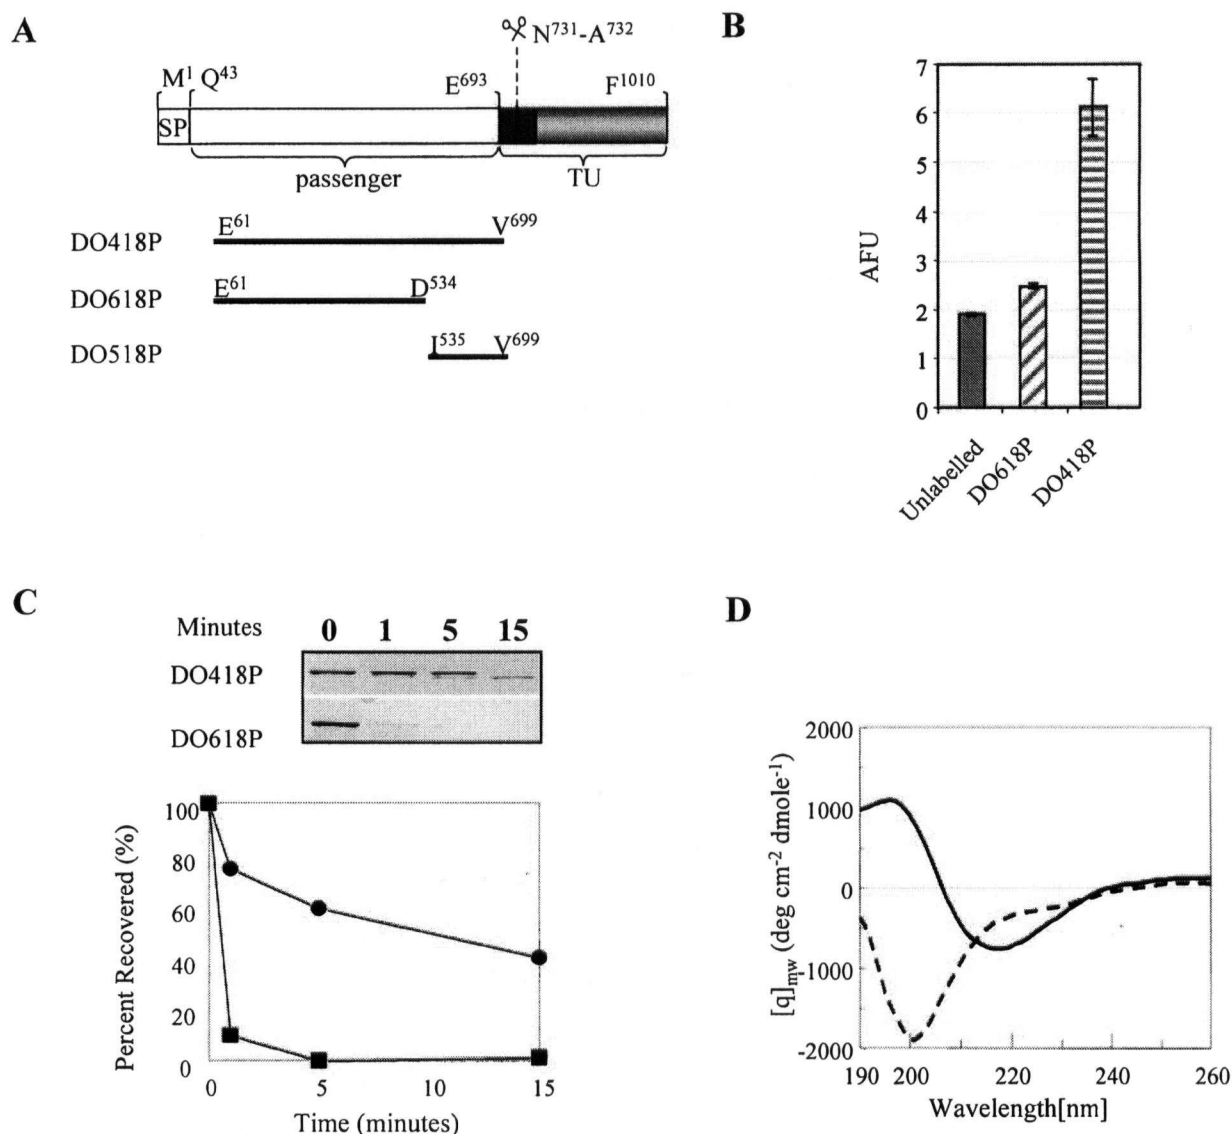 A
N731-A732
M1 Q43 E693 F1010
SP
passenger TU
DO418P E61 V699
DO618P E61 D534
DO518P I535 V699
B
AFU
7
6
5
4
3
2
1
0
Unlabelled
DO618P
DO418P
C
Minutes 0 1 5 15
DO418P
DO618P
Percent Recovered (%)
100
80
60
40
20
0
0 5 10 15
Time (minutes)
D
[q]mw (deg cm-2 dmole-1)
2000
1000
0
-1000
-2000
190 200 220 240 260
Wavelength[nm]